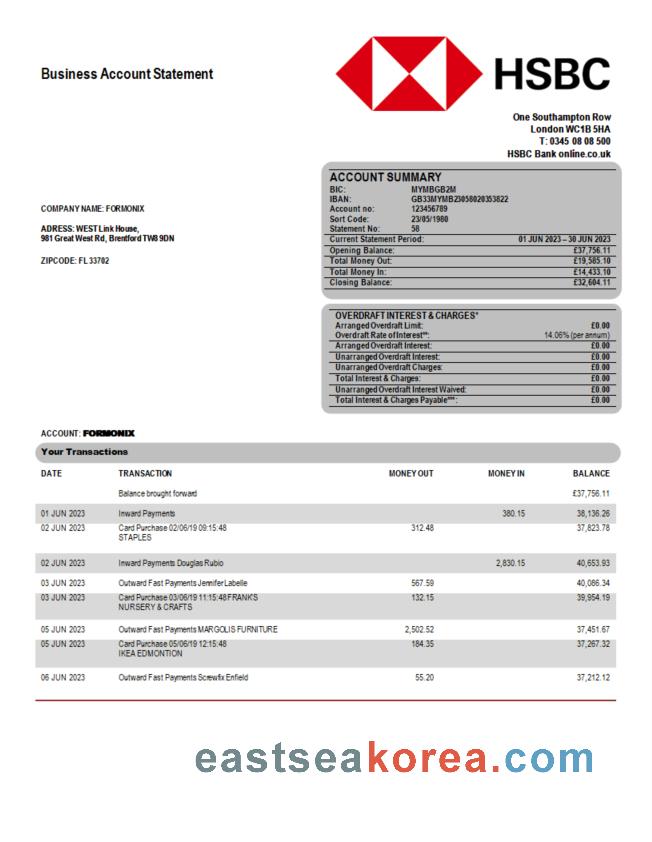 Business Account Statement
HSBC
One Southampton Row
London WC1B 5HA
T: 0345 08 08 500
HSBC Bank online.co.uk
COMPANY NAME: FORMONIX
ADRESS: WEST Link House,
981 Great West Rd, Brentford TW8 9DN
ZIPCODE: FL 33702
ACCOUNT SUMMARY
BIC: MYMBGB2M
IBAN: GB33MYMB23058020353822
Account no: 123456789
Sort Code: 23/05/1980
Statement No: 58
Current Statement Period: 01 JUN 2023 – 30 JUN 2023
Opening Balance: £37,756.11
Total Money Out: £19,585.10
Total Money In: £14,433.10
Closing Balance: £32,604.11
OVERDRAFT INTEREST & CHARGES*
Arranged Overdraft Limit: £0.00
Overdraft Rate of Interest**: 14.06% (per annum)
Arranged Overdraft Interest: £0.00
Unarranged Overdraft Interest: £0.00
Unarranged Overdraft Charges: £0.00
Total Interest & Charges: £0.00
Unarranged Overdraft Interest Waived: £0.00
Total Interest & Charges Payable***: £0.00
ACCOUNT: FORMONIX
Your Transactions
DATE TRANSACTION MONEY OUT MONEY IN BALANCE
Balance brought forward £37,756.11
01 JUN 2023 Inward Payments 380.15 38,136.26
02 JUN 2023 Card Purchase 02/06/19 09:15:48 312.48 37,823.78
STAPLES
02 JUN 2023 Inward Payments Douglas Rubio 2,830.15 40,653.93
03 JUN 2023 Outward Fast Payments Jennifer Labelle 567.59 40,086.34
03 JUN 2023 Card Purchase 03/06/19 11:15:48 FRANKS 132.15 39,954.19
NURSERY & CRAFTS
05 JUN 2023 Outward Fast Payments MARGOLIS FURNITURE 2,502.52 37,451.67
05 JUN 2023 Card Purchase 05/06/19 12:15:48 184.35 37,267.32
IKEA EDMONTION
06 JUN 2023 Outward Fast Payments Screwfix Enfield 55.20 37,212.12
eastseakorea.com